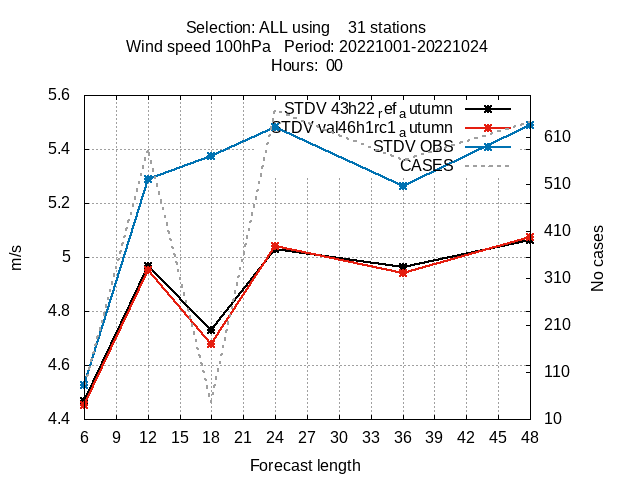 Selection: ALL using 31 stations
Wind speed 100hPa Period: 20221001-20221024
Hours: 00
STDV 43h22_ref_autumn
STDV val46h1rc1_autumn
STDV OBS
CASES
5.6
5.4
5.2
5
4.8
4.6
4.4
m/s
610
510
410
310
210
110
10
No cases
6 9 12 15 18 21 24 27 30 33 36 39 42 45 48
Forecast length